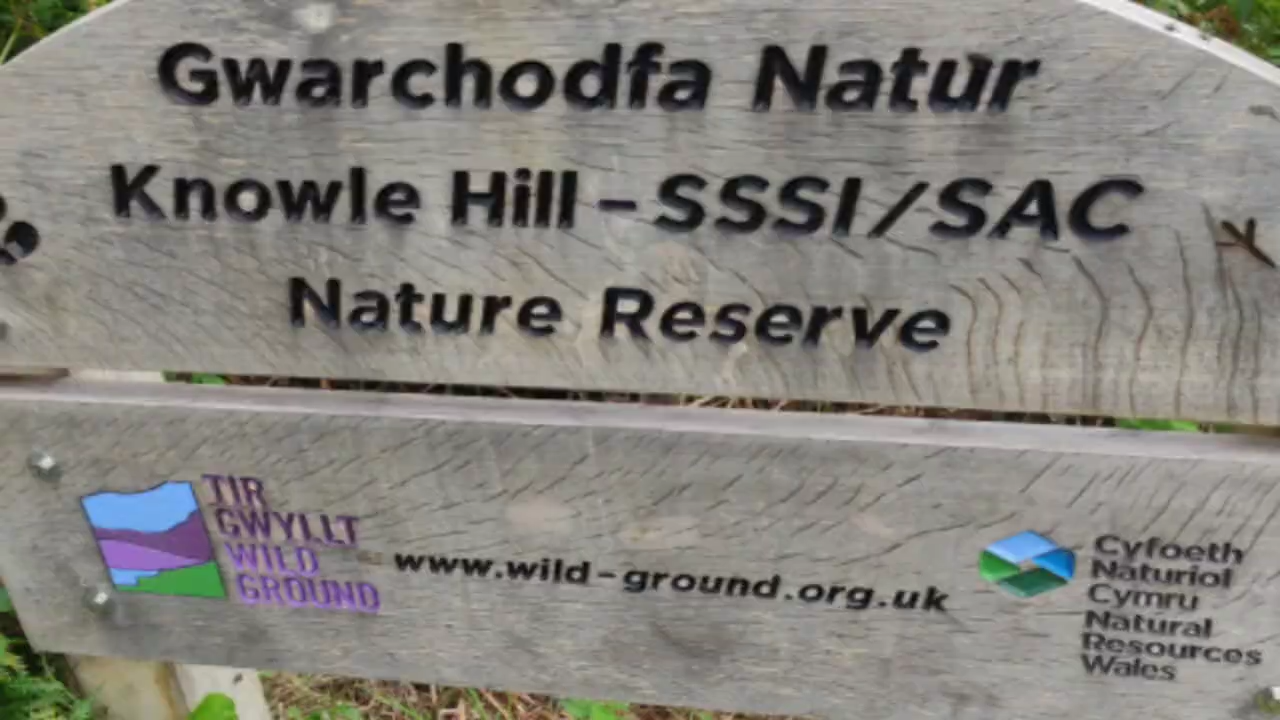 Gwarchodfa Natur
Knowle Hill – SSSI/SAC
Nature Reserve
TIR
GWYLLT
WILD
GROUND
www.wild-ground.org.uk
Cyfoeth
Naturiol
Cymru
Natural
Resources
Wales